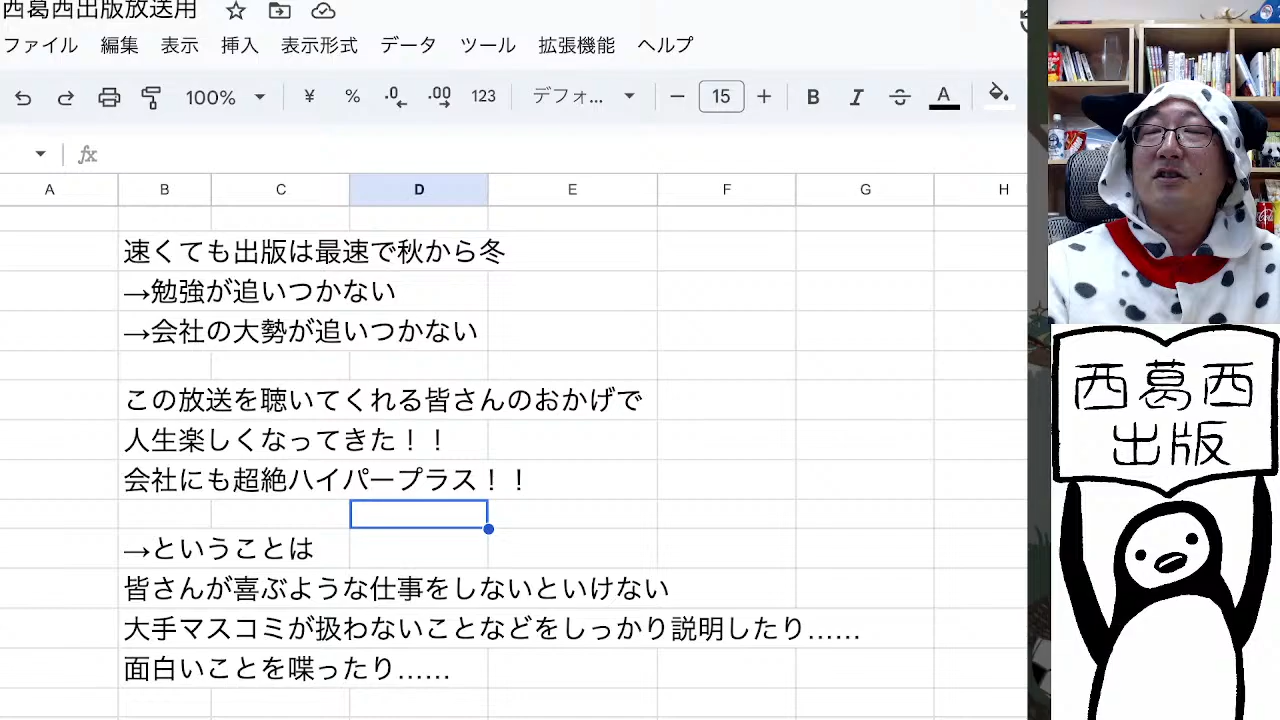 西葛西出版放送用
ファイル 編集 表示 挿入 表示形式 データ ツール 拡張機能 ヘルプ
100% ¥ % .0 .00 123 デフォ... − 15 + B I S A
fx
A B C D E F G H
速くても出版は最速で秋から冬
→勉強が追いつかない
→会社の大勢が追いつかない
この放送を聴いてくれる皆さんのおかげで
人生楽しくなってきた！！
会社にも超絶ハイパープラス！！
→ということは
皆さんが喜ぶような仕事をしないといけない
大手マスコミが扱わないことなどをしっかり説明したり……
面白いことを喋ったり……
西葛西
出版